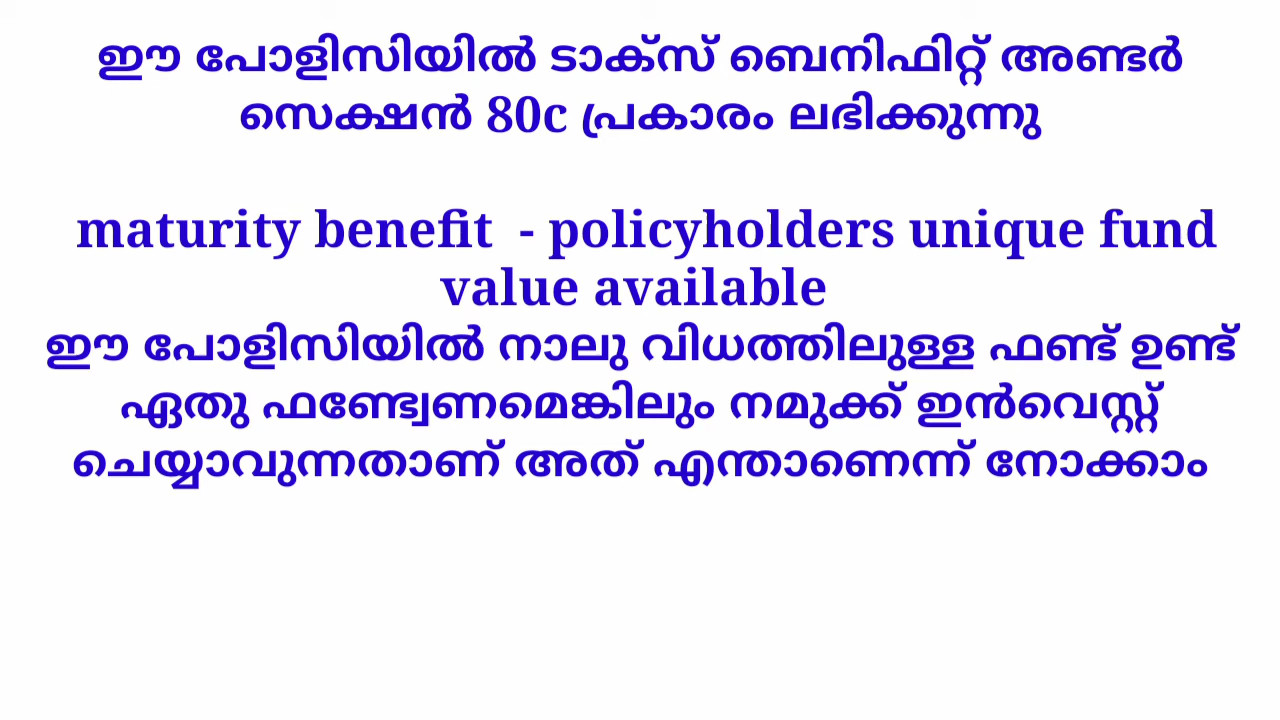 ഈ പോളിസിയിൽ ടാക്സ് ബെനിഫിറ്റ് അണ്ടർ
സെക്ഷൻ 80c പ്രകാരം ലഭിക്കുന്നു
maturity benefit - policyholders unique fund
value available
ഈ പോളിസിയിൽ നാലു വിധത്തിലുള്ള ഫണ്ട് ഉണ്ട്
ഏതു ഫണ്ട്വേണമെങ്കിലും നമുക്ക് ഇൻവെസ്റ്റ്
ചെയ്യാവുന്നതാണ് അത് എന്താണെന്ന് നോക്കാം